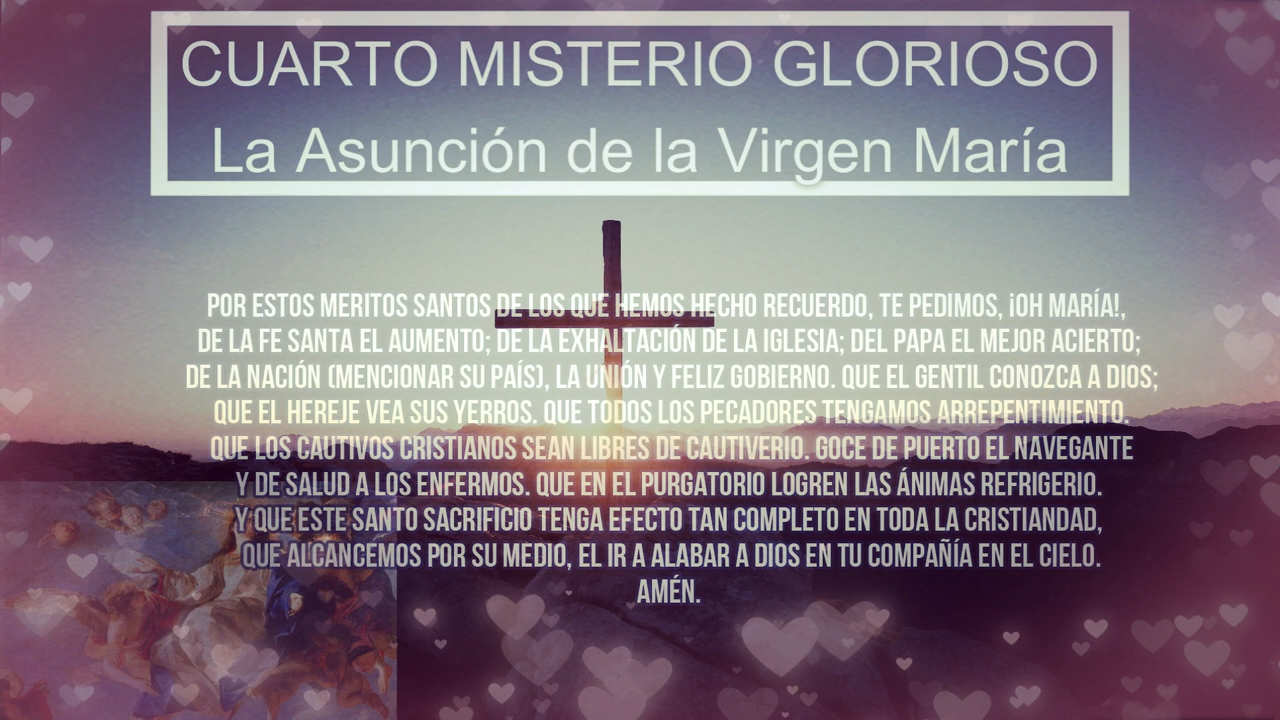 CUARTO MISTERIO GLORIOSO
La Asunción de la Virgen María
POR ESTOS MERITOS SANTOS DE LOS QUE HEMOS HECHO RECUERDO, TE PEDIMOS, ¡OH MARÍA!,
DE LA FE SANTA EL AUMENTO; DE LA EXHALTACIÓN DE LA IGLESIA; DEL PAPA EL MEJOR ACIERTO;
DE LA NACIÓN (MENCIONAR SU PAÍS), LA UNIÓN Y FELIZ GOBIERNO. QUE EL GENTIL CONOZCA A DIOS;
QUE EL HEREJE VEA SUS YERROS. QUE TODOS LOS PECADORES TENGAMOS ARREPENTIMIENTO.
QUE LOS CAUTIVOS CRISTIANOS SEAN LIBRES DE CAUTIVERIO. GOCE DE PUERTO EL NAVEGANTE
Y DE SALUD A LOS ENFERMOS. QUE EN EL PURGATORIO LOGREN LAS ÁNIMAS REFRIGERIO.
Y QUE ESTE SANTO SACRIFICIO TENGA EFECTO TAN COMPLETO EN TODA LA CRISTIANDAD,
QUE ALCANCEMOS POR SU MEDIO, EL IR A ALABAR A DIOS EN TU COMPAÑÍA EN EL CIELO.
AMÉN.